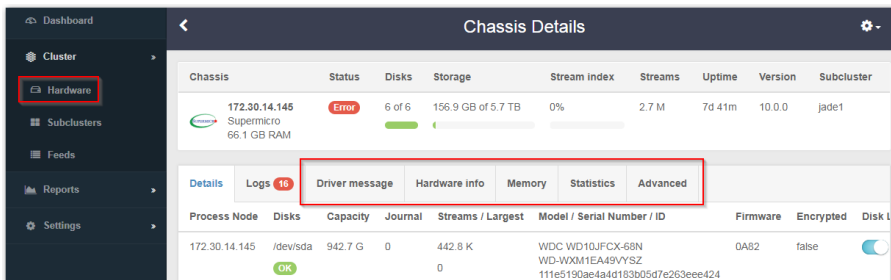 Dashboard
Chassis Details
Cluster
Hardware
Subclusters
Feeds
Reports
Settings
Chassis Status Disks Storage Stream index Streams Uptime Version Subcluster
172.30.14.145 Error 6 of 6 156.9 GB of 5.7 TB 0% 2.7 M 7d 41m 10.0.0 jade1
Supermicro
66.1 GB RAM
Details Logs 16 Driver message Hardware info Memory Statistics Advanced
Process Node Disks Capacity Journal Streams / Largest Model / Serial Number / ID Firmware Encrypted Disk L
172.30.14.145 /dev/sda 942.7 G 0 442.8 K WDC WD10JFCX-68N 0A82 false
OK 0 WD-WXM1EA49VYSZ
111e5190ae4a4d183b05d7e263eee424